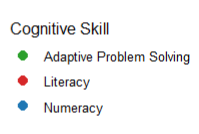 Cognitive Skill
Adaptive Problem Solving
Literacy
Numeracy